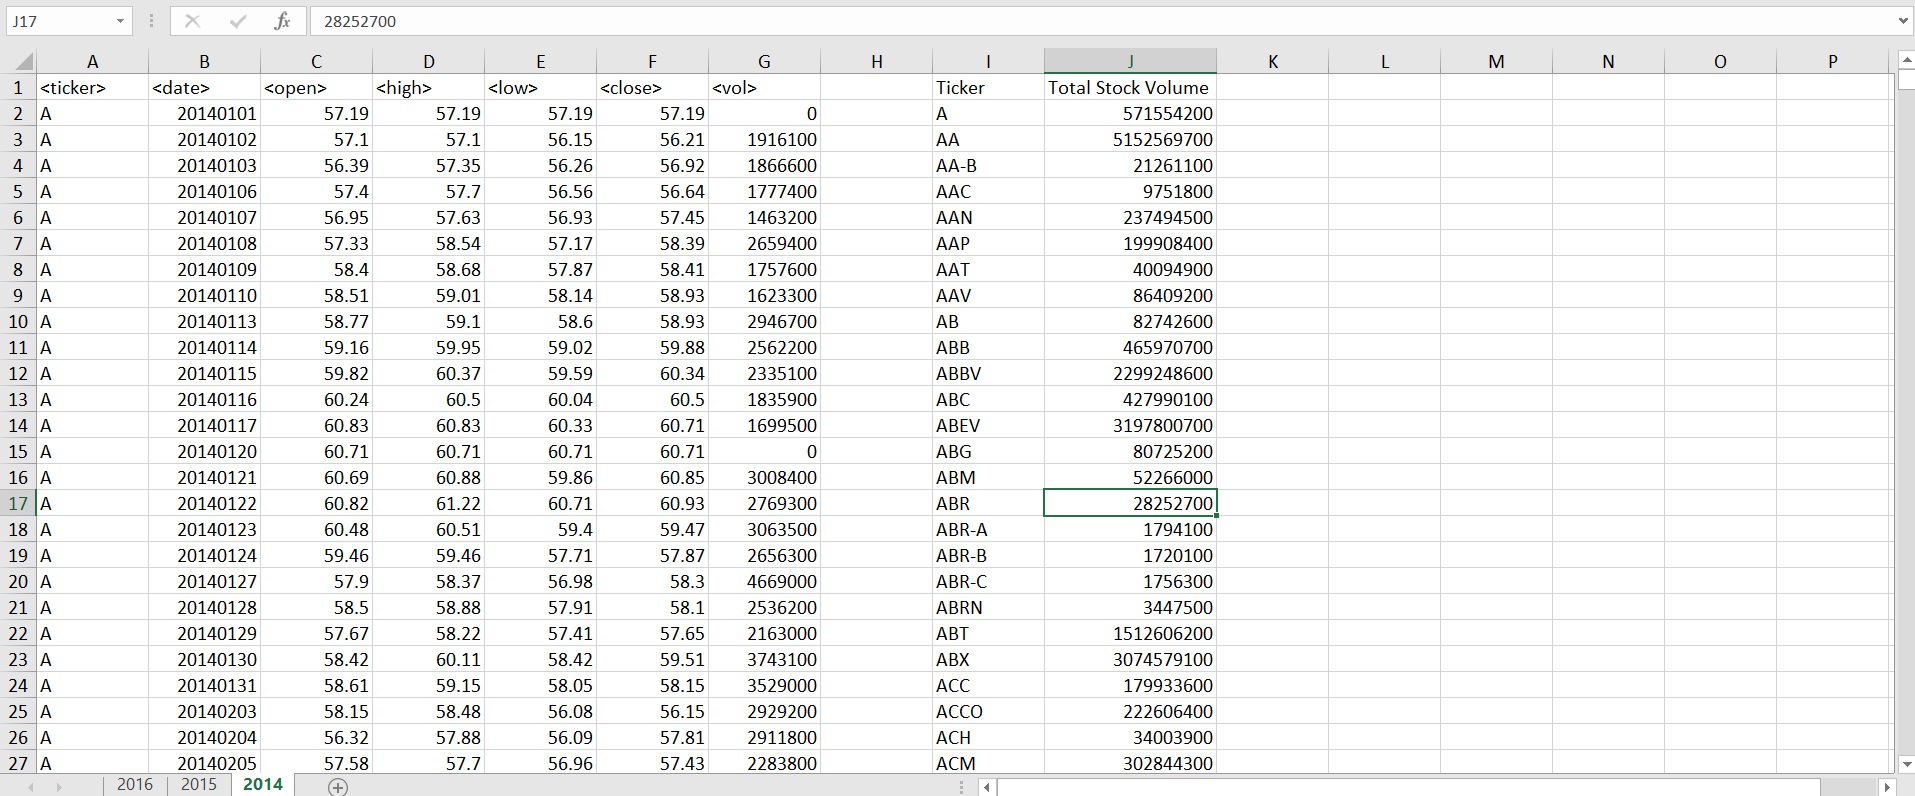 J17 fx 28252700
A B C D E F G H I J K L M N O P
1 <ticker> <date> <open> <high> <low> <close> <vol> Ticker Total Stock Volume
2 A 20140101 57.19 57.19 57.19 57.19 0 A 571554200
3 A 20140102 57.1 57.1 56.15 56.21 1916100 AA 5152569700
4 A 20140103 56.39 57.35 56.26 56.92 1866600 AA-B 21261100
5 A 20140106 57.4 57.7 56.56 56.64 1777400 AAC 9751800
6 A 20140107 56.95 57.63 56.93 57.45 1463200 AAN 237494500
7 A 20140108 57.33 58.54 57.17 58.39 2659400 AAP 199908400
8 A 20140109 58.4 58.68 57.87 58.41 1757600 AAT 40094900
9 A 20140110 58.51 59.01 58.14 58.93 1623300 AAV 86409200
10 A 20140113 58.77 59.1 58.6 58.93 2946700 AB 82742600
11 A 20140114 59.16 59.95 59.02 59.88 2562200 ABB 465970700
12 A 20140115 59.82 60.37 59.59 60.34 2335100 ABBV 2299248600
13 A 20140116 60.24 60.5 60.04 60.5 1835900 ABC 427990100
14 A 20140117 60.83 60.83 60.33 60.71 1699500 ABEV 3197800700
15 A 20140120 60.71 60.71 60.71 60.71 0 ABG 80725200
16 A 20140121 60.69 60.88 59.86 60.85 3008400 ABM 52266000
17 A 20140122 60.82 61.22 60.71 60.93 2769300 ABR 28252700
18 A 20140123 60.48 60.51 59.4 59.47 3063500 ABR-A 1794100
19 A 20140124 59.46 59.46 57.71 57.87 2656300 ABR-B 1720100
20 A 20140127 57.9 58.37 56.98 58.3 4669000 ABR-C 1756300
21 A 20140128 58.5 58.88 57.91 58.1 2536200 ABRN 3447500
22 A 20140129 57.67 58.22 57.41 57.65 2163000 ABT 1512606200
23 A 20140130 58.42 60.11 58.42 59.51 3743100 ABX 3074579100
24 A 20140131 58.61 59.15 58.05 58.15 3529000 ACC 179933600
25 A 20140203 58.15 58.48 56.08 56.15 2929200 ACCO 222606400
26 A 20140204 56.32 57.88 56.09 57.81 2911800 ACH 34003900
27 A 20140205 57.58 57.7 56.96 57.43 2283800 ACM 302844300
2016 2015 2014